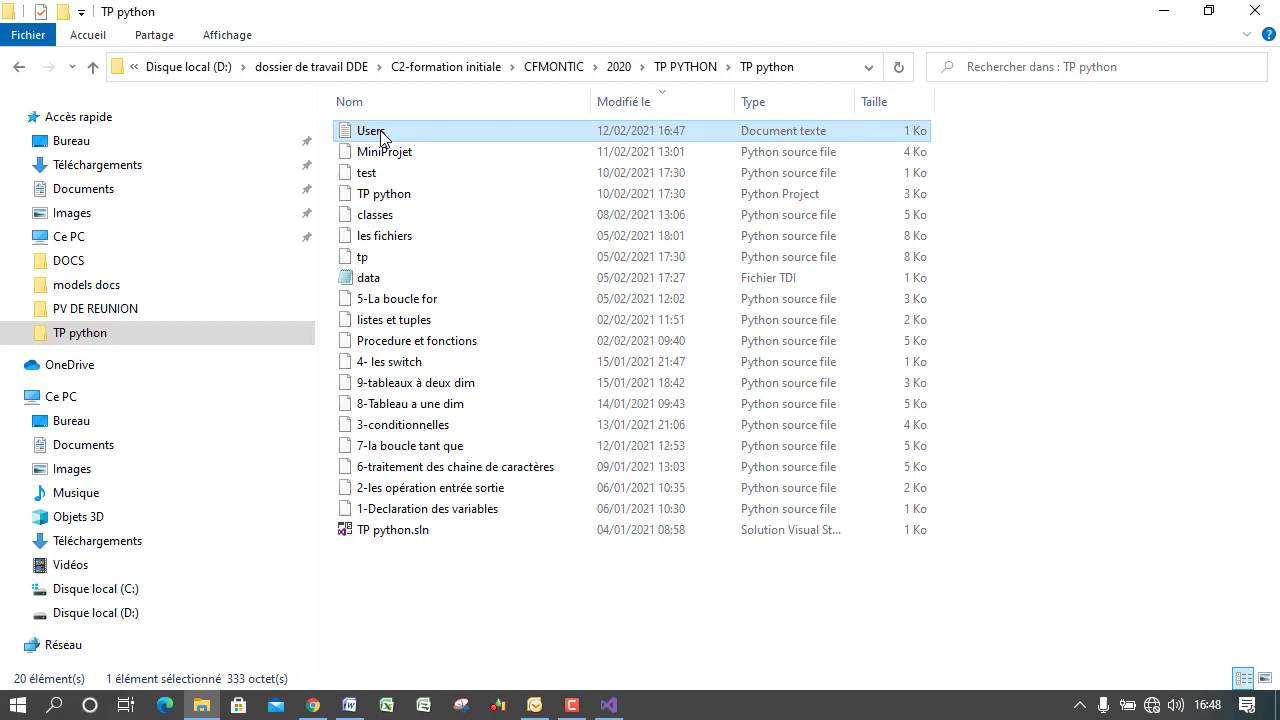 TP python
Fichier Accueil Partage Affichage
« Disque local (D:) > dossier de travail DDE > C2-formation initiale > CFMONTIC > 2020 > TP PYTHON > TP python
Rechercher dans : TP python
Nom Modifié le Type Taille
Accès rapide
Bureau
Téléchargements
Documents
Images
Ce PC
DOCS
models docs
PV DE REUNION
TP python
OneDrive
Ce PC
Bureau
Documents
Images
Musique
Objets 3D
Téléchargements
Vidéos
Disque local (C:)
Disque local (D:)
Réseau
Users 12/02/2021 16:47 Document texte 1 Ko
MiniProjet 11/02/2021 13:01 Python source file 4 Ko
test 10/02/2021 17:30 Python source file 1 Ko
TP python 10/02/2021 17:30 Python Project 3 Ko
classes 08/02/2021 13:06 Python source file 5 Ko
les fichiers 05/02/2021 18:01 Python source file 8 Ko
tp 05/02/2021 17:30 Python source file 8 Ko
data 05/02/2021 17:27 Fichier TDI 1 Ko
5-La boucle for 05/02/2021 12:02 Python source file 3 Ko
listes et tuples 02/02/2021 11:51 Python source file 2 Ko
Procedure et fonctions 02/02/2021 09:40 Python source file 5 Ko
4- les switch 15/01/2021 21:47 Python source file 1 Ko
9-tableaux à deux dim 15/01/2021 18:42 Python source file 3 Ko
8-Tableau a une dim 14/01/2021 09:43 Python source file 5 Ko
3-conditionnelles 13/01/2021 21:06 Python source file 4 Ko
7-la boucle tant que 12/01/2021 12:53 Python source file 5 Ko
6-traitement des chaine de caractères 09/01/2021 13:03 Python source file 5 Ko
2-les opération entrée sortie 06/01/2021 10:35 Python source file 2 Ko
1-Declaration des variables 06/01/2021 10:30 Python source file 1 Ko
TP python.sln 04/01/2021 08:58 Solution Visual St... 1 Ko
20 élément(s) 1 élément sélectionné 333 octet(s)
16:48